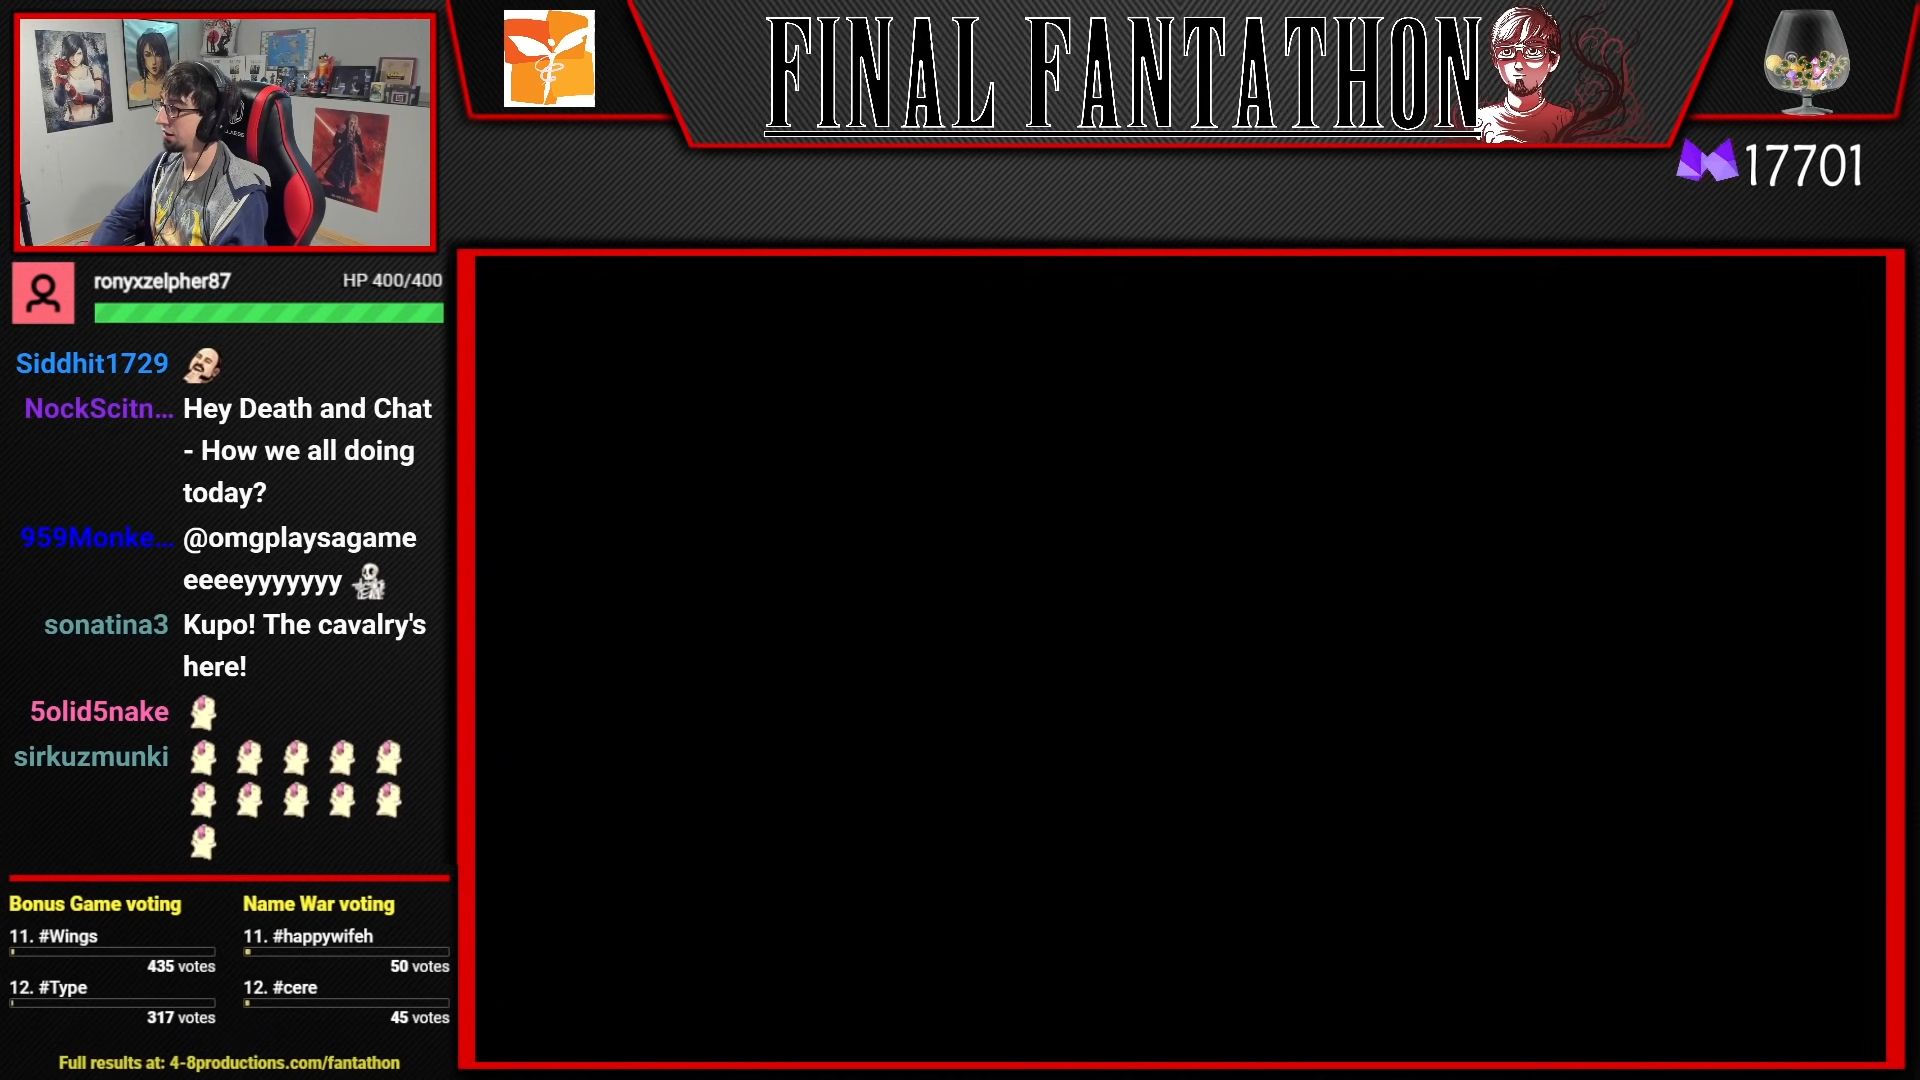 FINAL FANTATHON
17701
ronyxzelpher87 HP 400/400
Siddhit1729
NockScitn... Hey Death and Chat
- How we all doing
today?
959Monke... @omgplaysagame
eeeeyyyyyyy
sonatina3 Kupo! The cavalry's
here!
5olid5nake
sirkuzmunki
Bonus Game voting Name War voting
11. #Wings 11. #happywifeh
435 votes 50 votes
12. #Type 12. #cere
317 votes 45 votes
Full results at: 4-8productions.com/fantathon